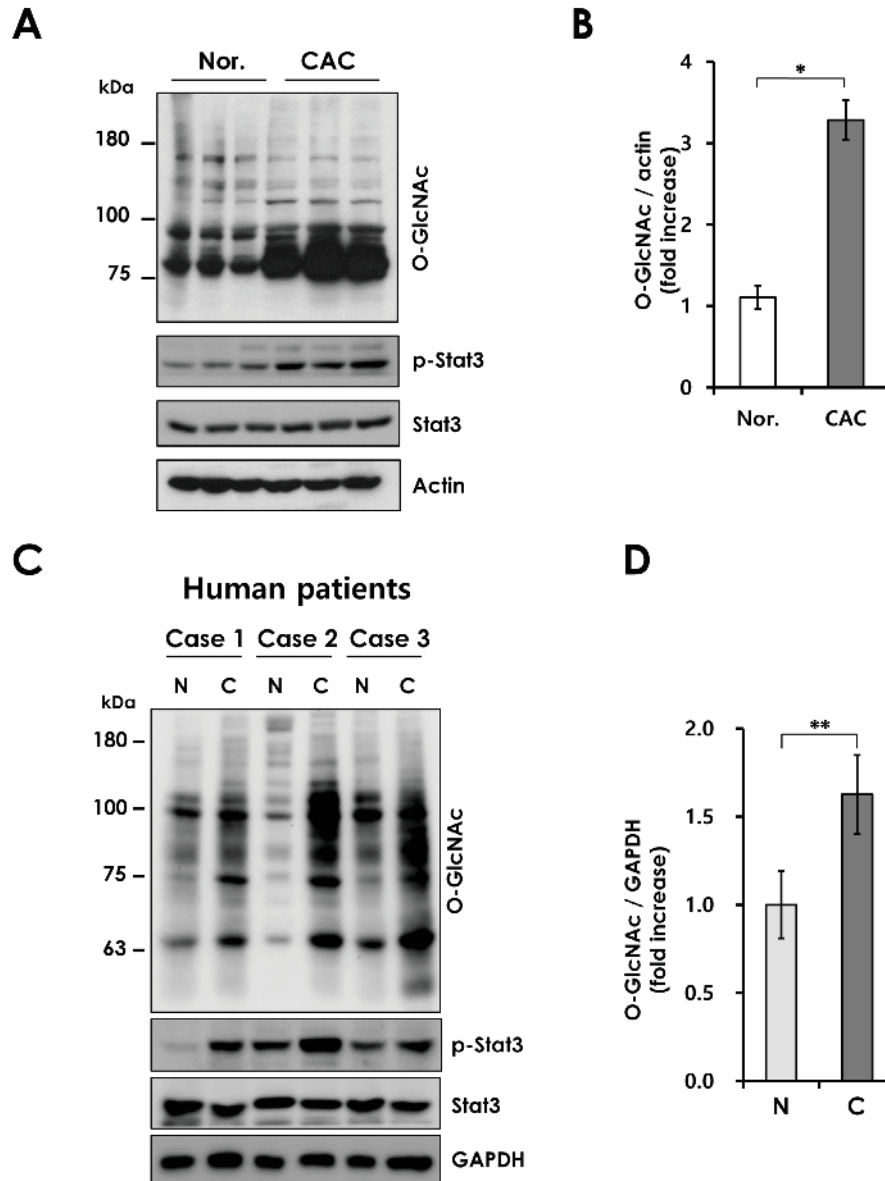 A
Nor. CAC
kDa
180
100
75
O-GlcNAc
p-Stat3
Stat3
Actin
B
4
3
2
1
0
O-GlcNAc / actin
(fold increase)
*
Nor. CAC
C
Human patients
Case 1 Case 2 Case 3
N C N C N C
kDa
180
100
75
63
O-GlcNAc
p-Stat3
Stat3
GAPDH
D
2.0
1.5
1.0
0.5
0.0
O-GlcNAc / GAPDH
(fold increase)
**
N C